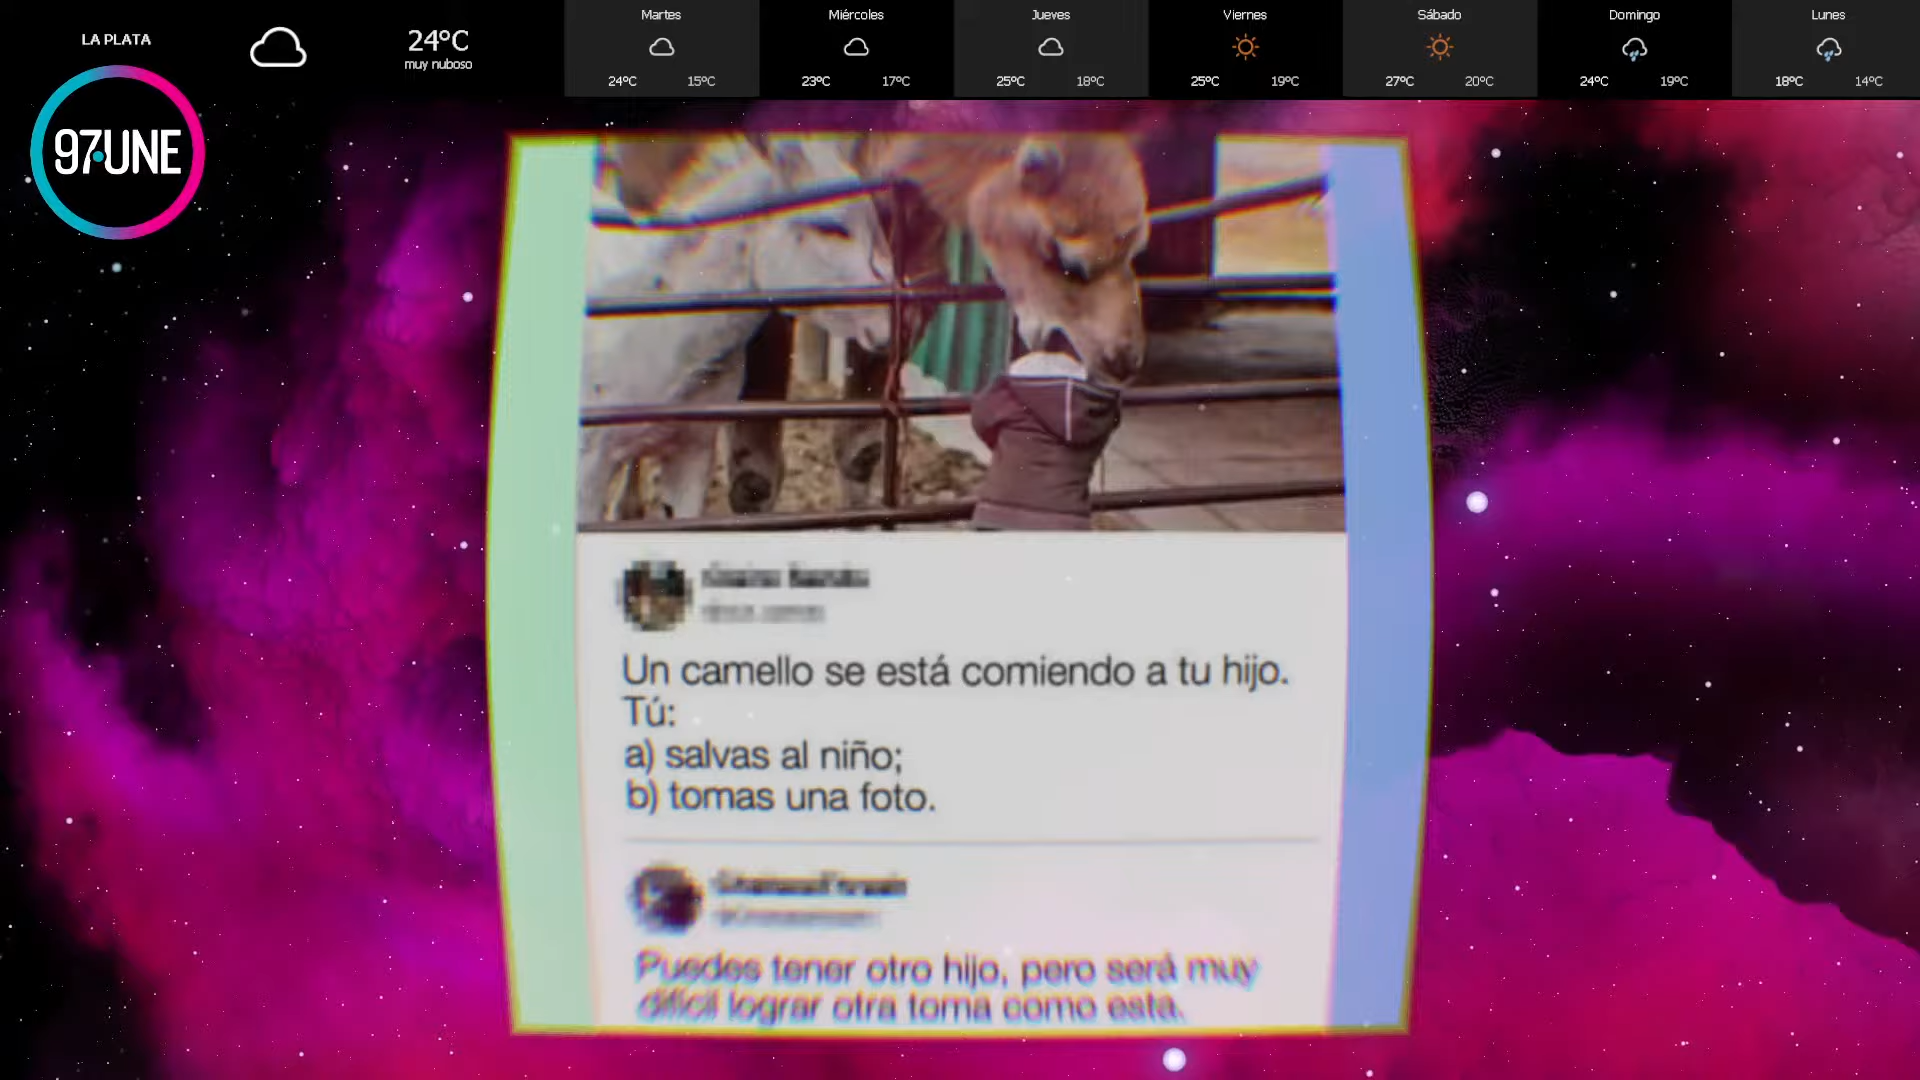 LA PLATA
24°C
muy nuboso
Martes
24°C 15°C
Miércoles
23°C 17°C
Jueves
25°C 18°C
Viernes
25°C 19°C
Sábado
27°C 20°C
Domingo
24°C 19°C
Lunes
18°C 14°C
97.UNE
Un camello se está comiendo a tu hijo.
Tú:
a) salvas al niño;
b) tomas una foto.
Puedes tener otro hijo, pero será muy
difícil lograr otra toma como esta.